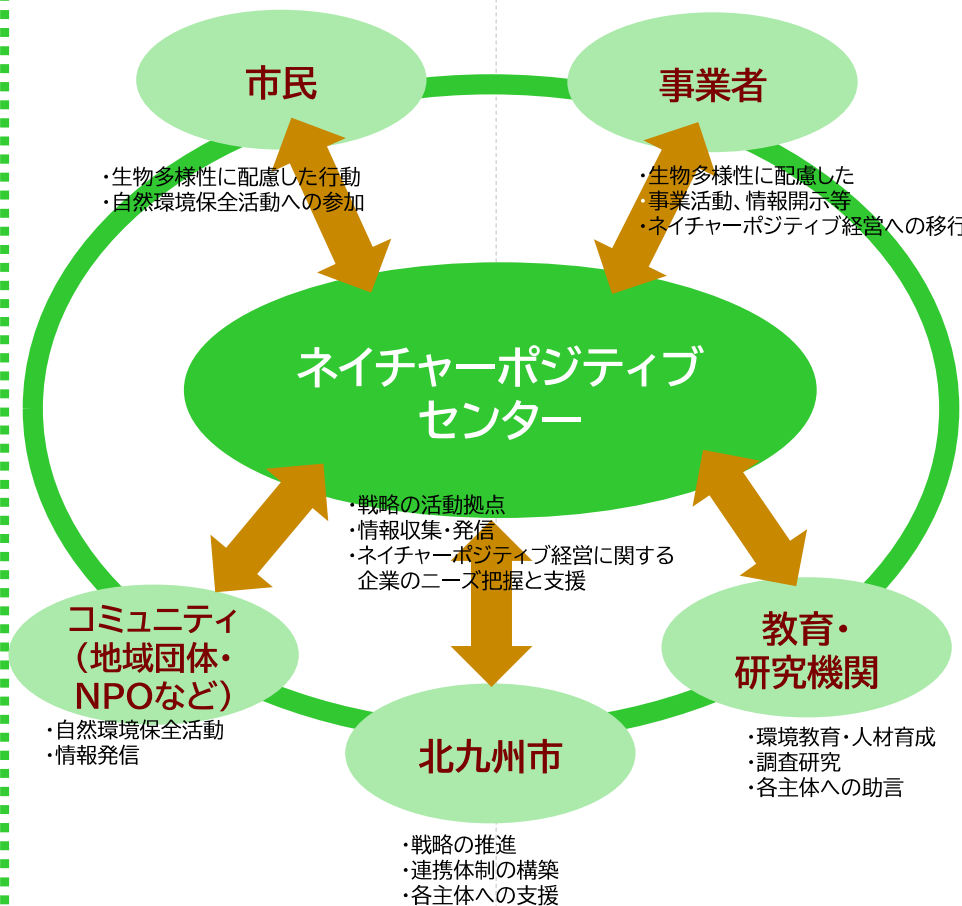 市民
事業者
・生物多様性に配慮した行動
・自然環境保全活動への参加
・生物多様性に配慮した
・事業活動、情報開示等
・ネイチャーポジティブ経営への移行
ネイチャーポジティブ
センター
・戦略の活動拠点
・情報収集・発信
・ネイチャーポジティブ経営に関する
企業のニーズ把握と支援
コミュニティ
（地域団体・
NPOなど）
・自然環境保全活動
・情報発信
教育・
研究機関
・環境教育・人材育成
・調査研究
・各主体への助言
北九州市
・戦略の推進
・連携体制の構築
・各主体への支援